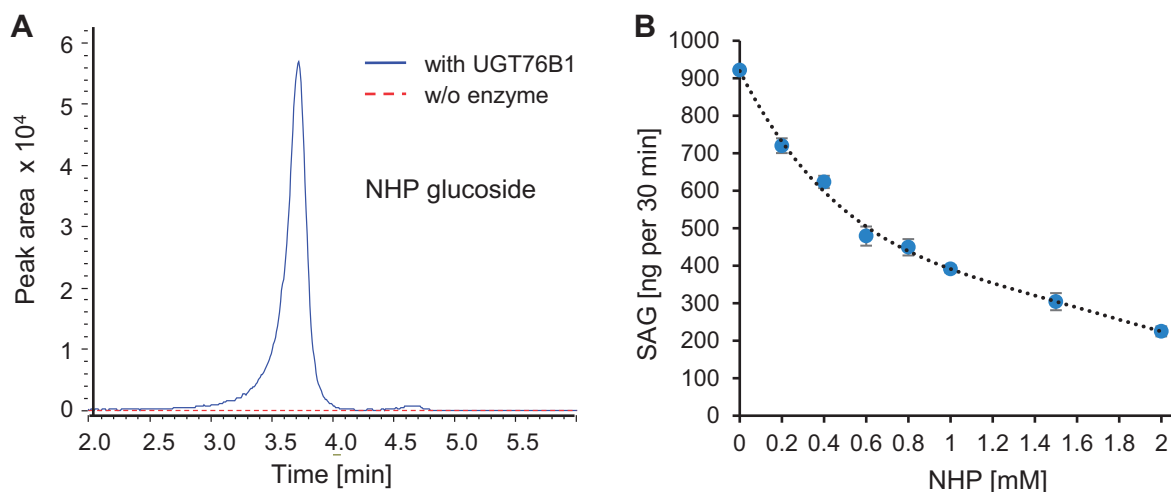 A
Peak area x 10⁴
6
5
4
3
2
1
0
2.0 2.5 3.0 3.5 4.0 4.5 5.0 5.5
Time [min]
with UGT76B1
w/o enzyme
NHP glucoside
B
SAG [ng per 30 min]
1000
900
800
700
600
500
400
300
200
100
0
0 0.2 0.4 0.6 0.8 1 1.2 1.4 1.6 1.8 2
NHP [mM]